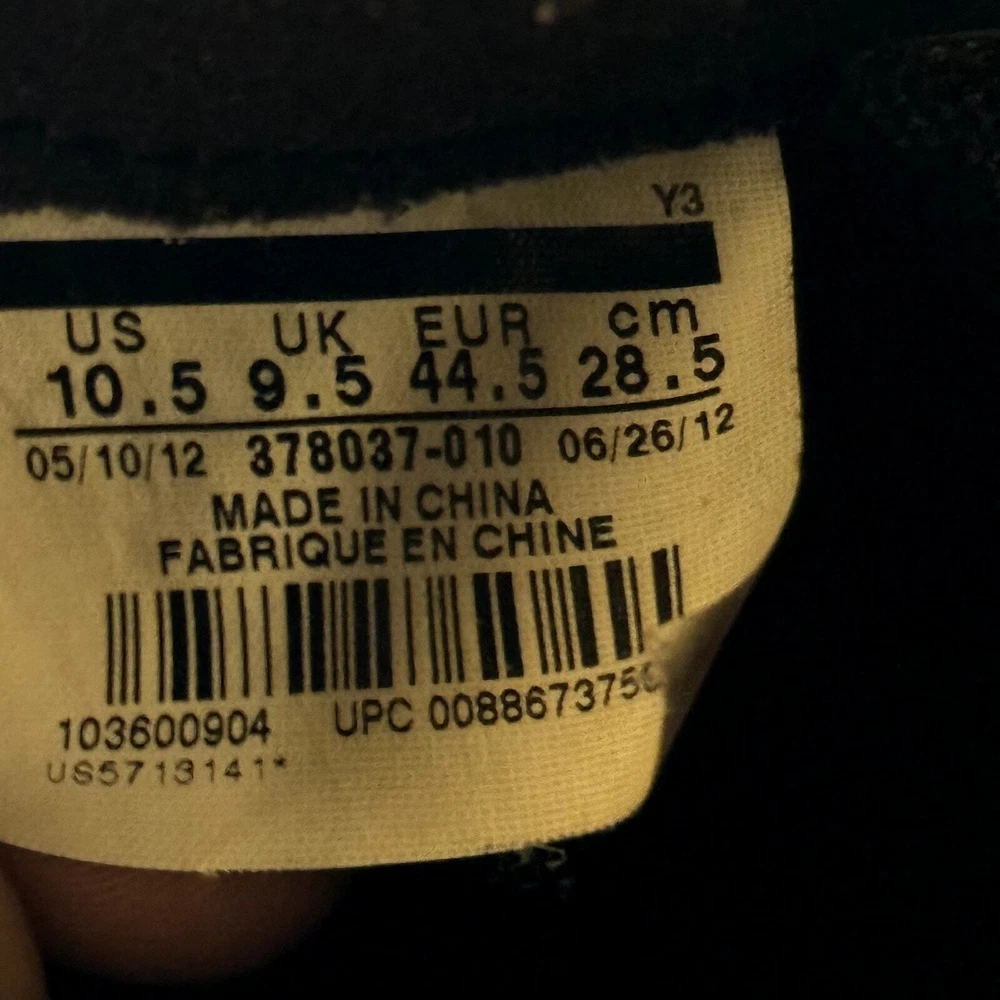 Y3
US UK EUR cm
10.5 9.5 44.5 28.5
05/10/12 378037-010 06/26/12
MADE IN CHINA
FABRIQUE EN CHINE
103600904 UPC
US5713141*